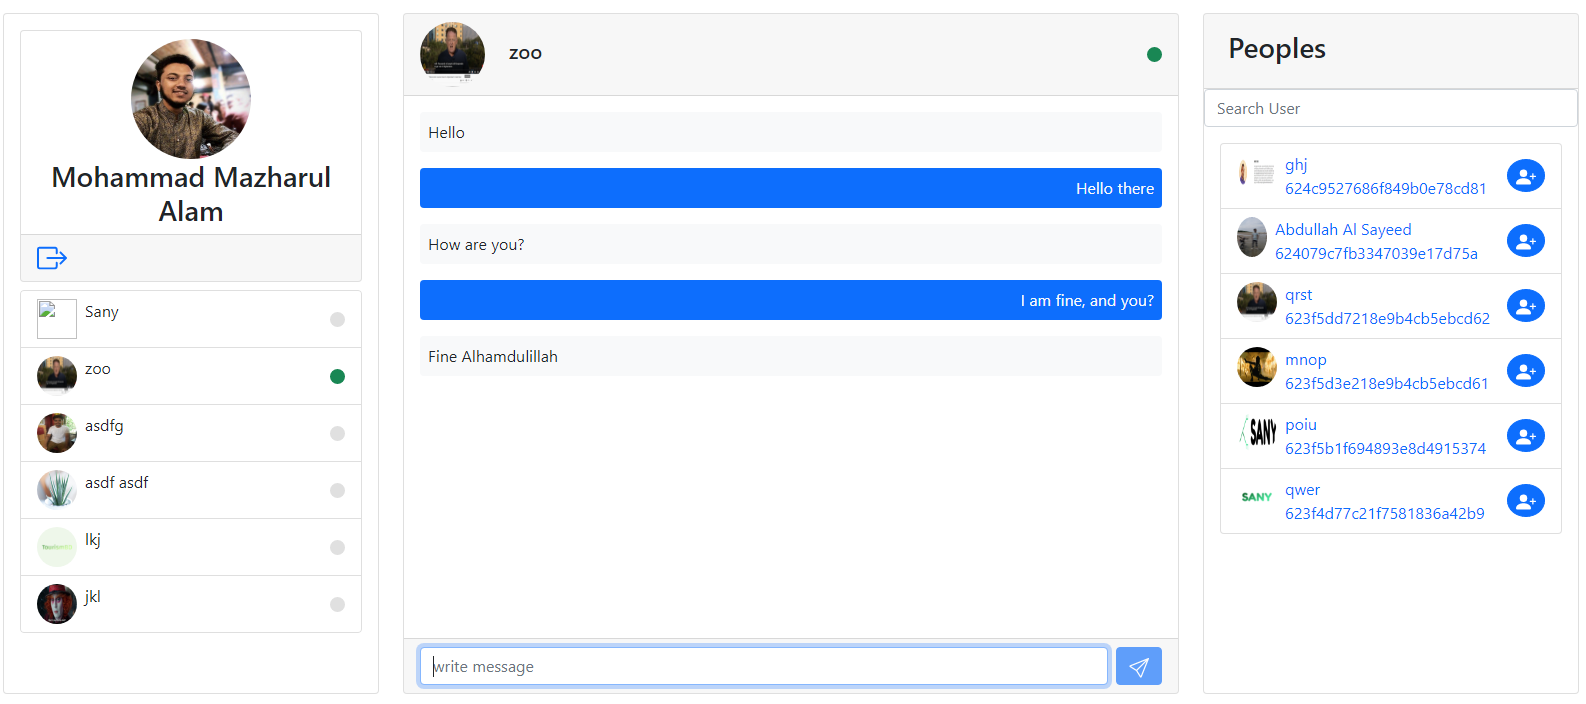 Mohammad Mazharul
Alam
Sany
zoo
asdfg
asdf asdf
lkj
jkl
zoo
Hello
Hello there
How are you?
I am fine, and you?
Fine Alhamdulillah
write message
Peoples
Search User
ghj
624c9527686f849b0e78cd81
Abdullah Al Sayeed
624079c7fb3347039e17d75a
qrst
623f5dd7218e9b4cb5ebcd62
mnop
623f5d3e218e9b4cb5ebcd61
SANY
poiu
623f5b1f694893e8d4915374
SANY
qwer
623f4d77c21f7581836a42b9